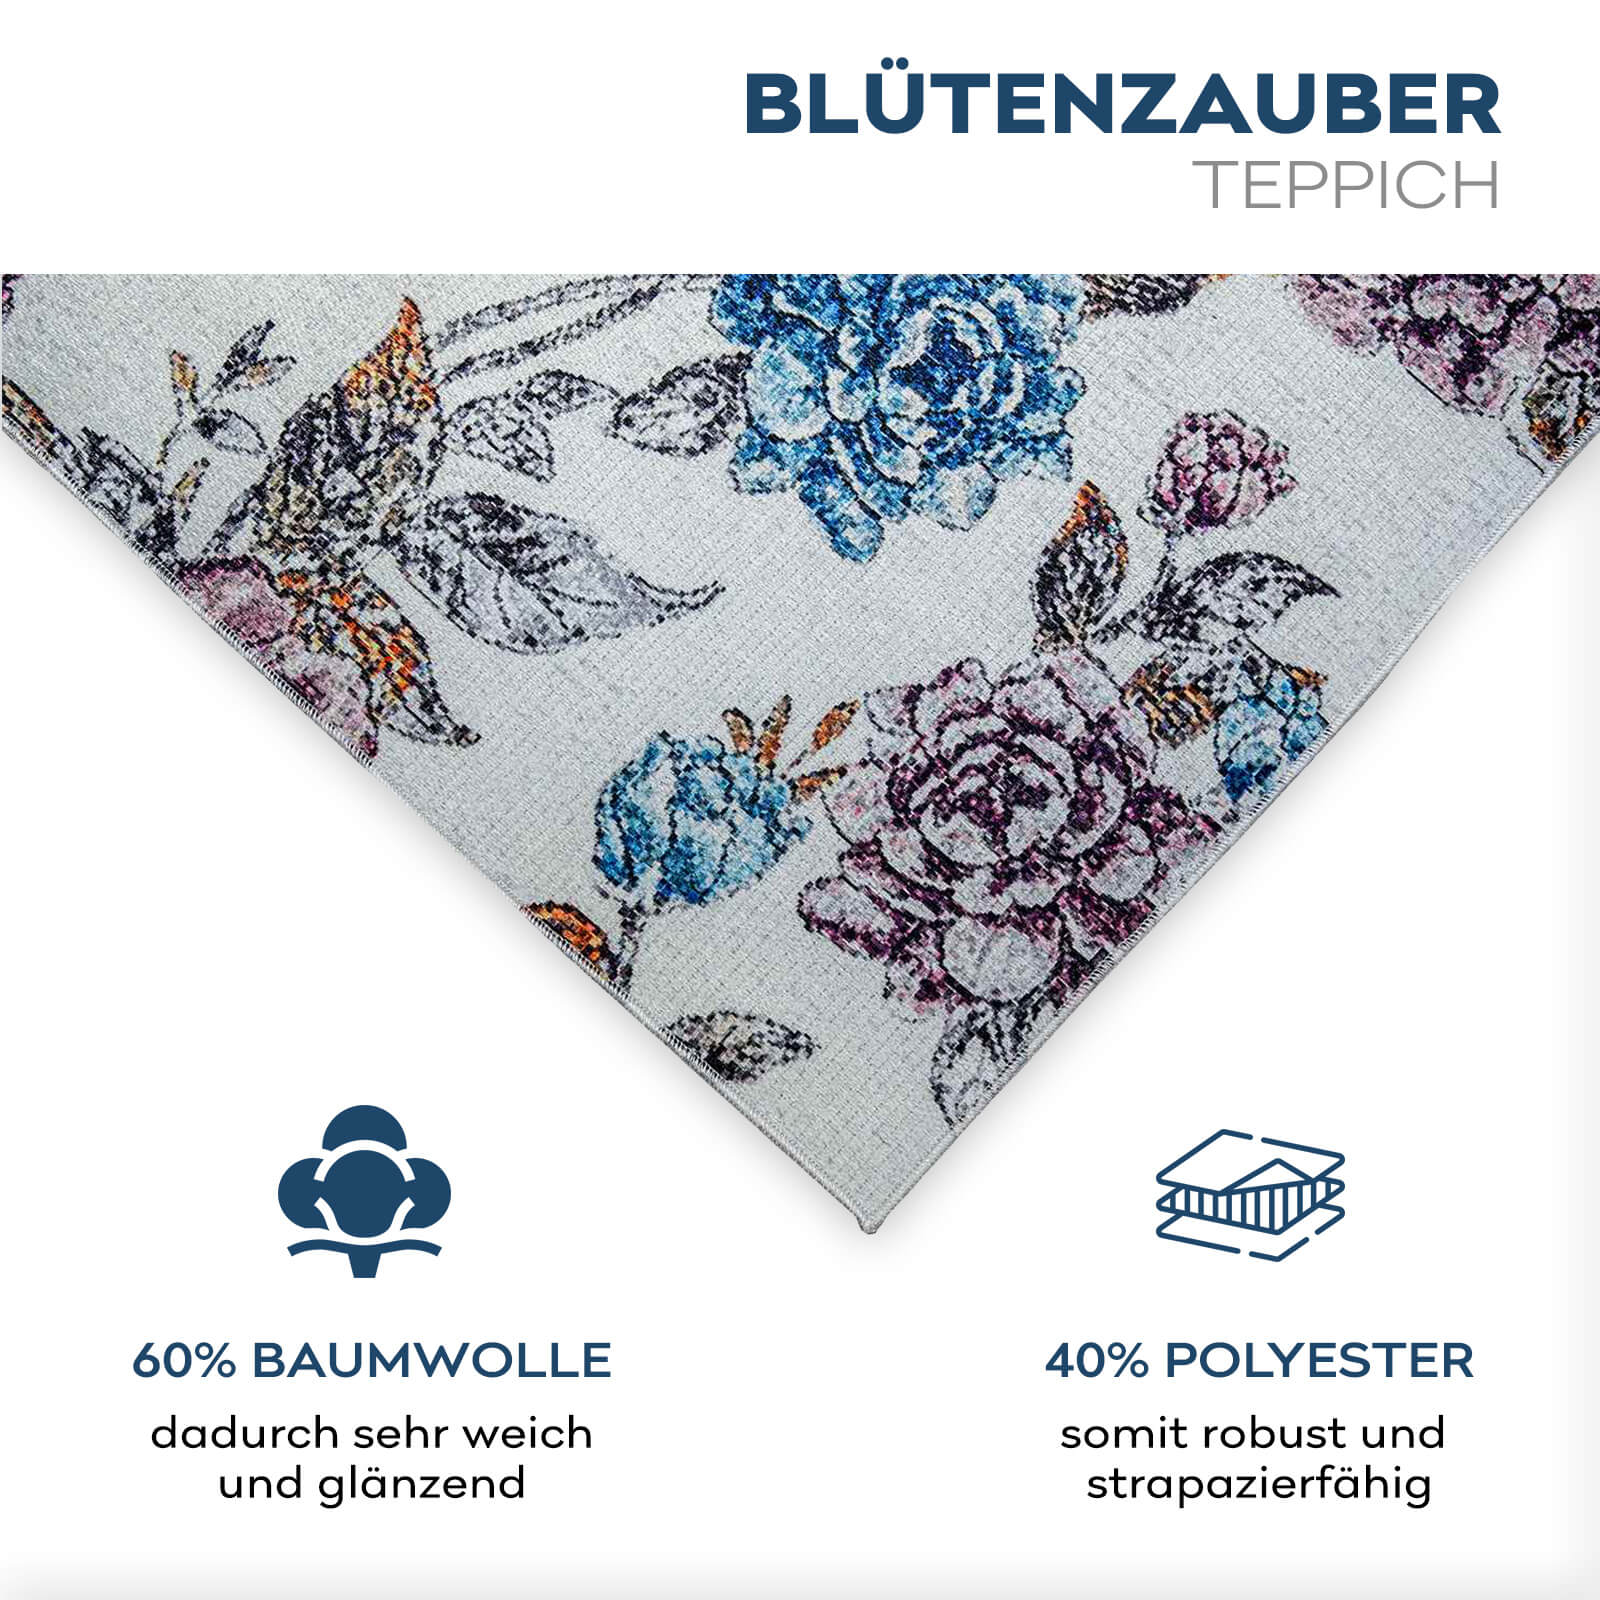 BLÜTENZAUBER
TEPPICH
60% BAUMWOLLE
dadurch sehr weich
und glänzend
40% POLYESTER
somit robust und
strapazierfähig